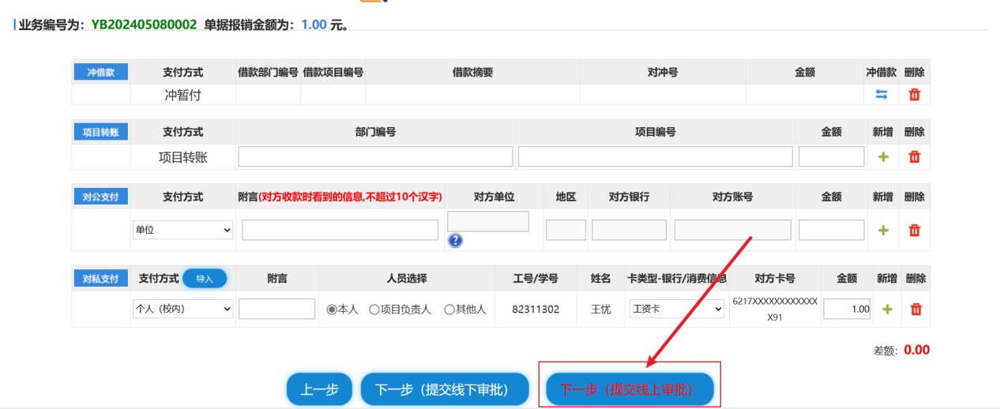 业务编号为：YB202405080002 单据报销金额为：1.00 元。
冲借款 支付方式 借款部门编号 借款项目编号 借款摘要 对冲号 金额 冲借款 删除
冲暂付
项目转账 支付方式 部门编号 项目编号 金额 新增 删除
项目转账
对公支付 支付方式 附言(对方收款时看到的信息,不超过10个汉字) 对方单位 地区 对方银行 对方账号 金额 新增 删除
单位
?
对私支付 支付方式 导入 附言 人员选择 工号/学号 姓名 卡类型-银行/消费信息 对方卡号 金额 新增 删除
个人（校内） 本人 项目负责人 其他人 82311302 王忧 工资卡 6217XXXXXXXXXXXX 1.00
X91
差额：0.00
上一步 下一步（提交线下审批） 下一步（提交线上审批）